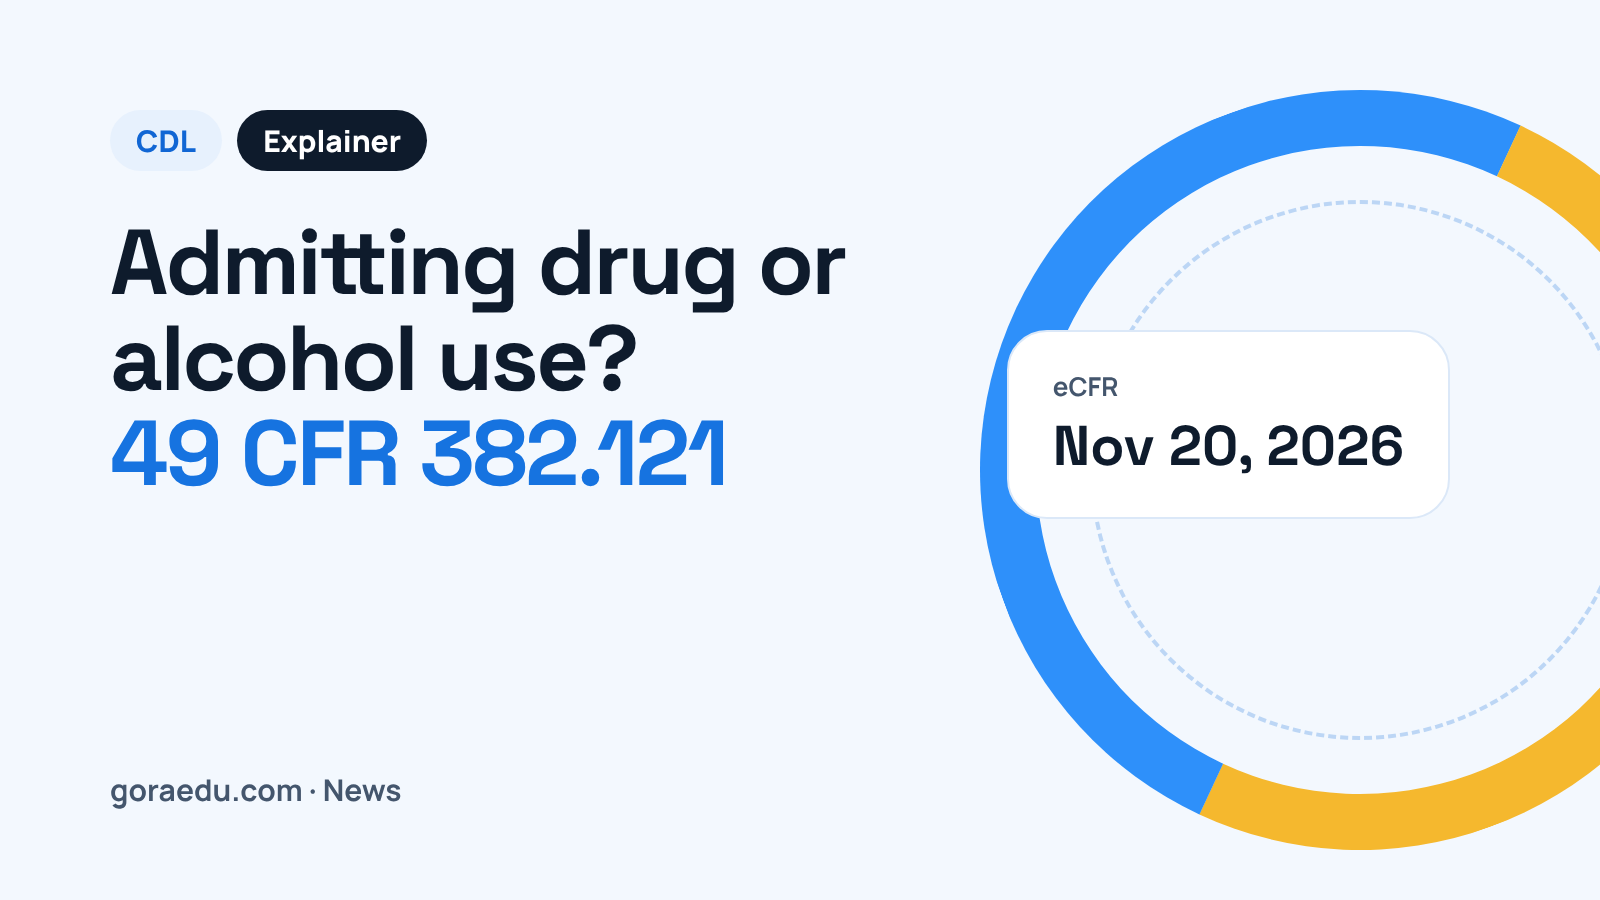 CDL
Explainer
Admitting drug or
alcohol use?
49 CFR 382.121
eCFR
Nov 20, 2026
goraedu.com · News